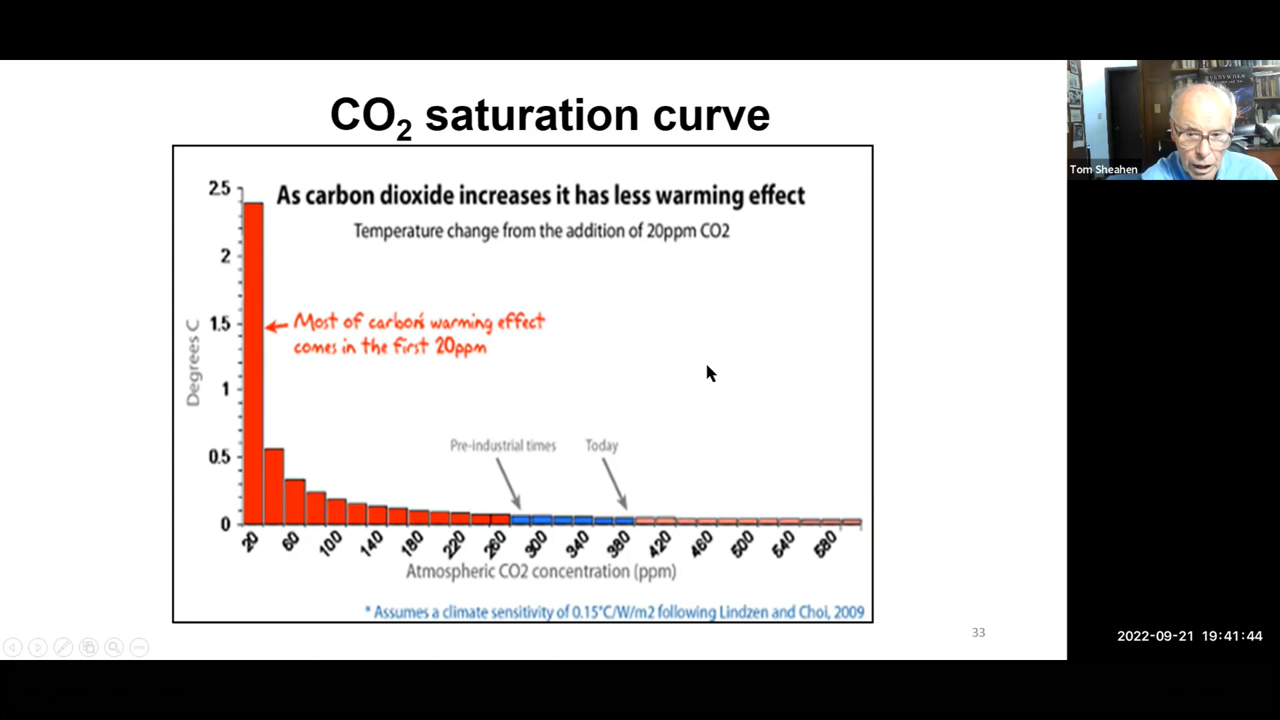 CO2 saturation curve
As carbon dioxide increases it has less warming effect
Temperature change from the addition of 20ppm CO2
2.5
2
1.5
1
0.5
0
Degrees C
Most of carbon's warming effect
comes in the first 20ppm
Pre-industrial times
Today
20 60 100 140 180 220 260 300 340 380 420 460 500 540 580
Atmospheric CO2 concentration (ppm)
* Assumes a climate sensitivity of 0.15°C/W/m2 following Lindzen and Choi, 2009
33
Tom Sheahen
2022-09-21 19:41:44